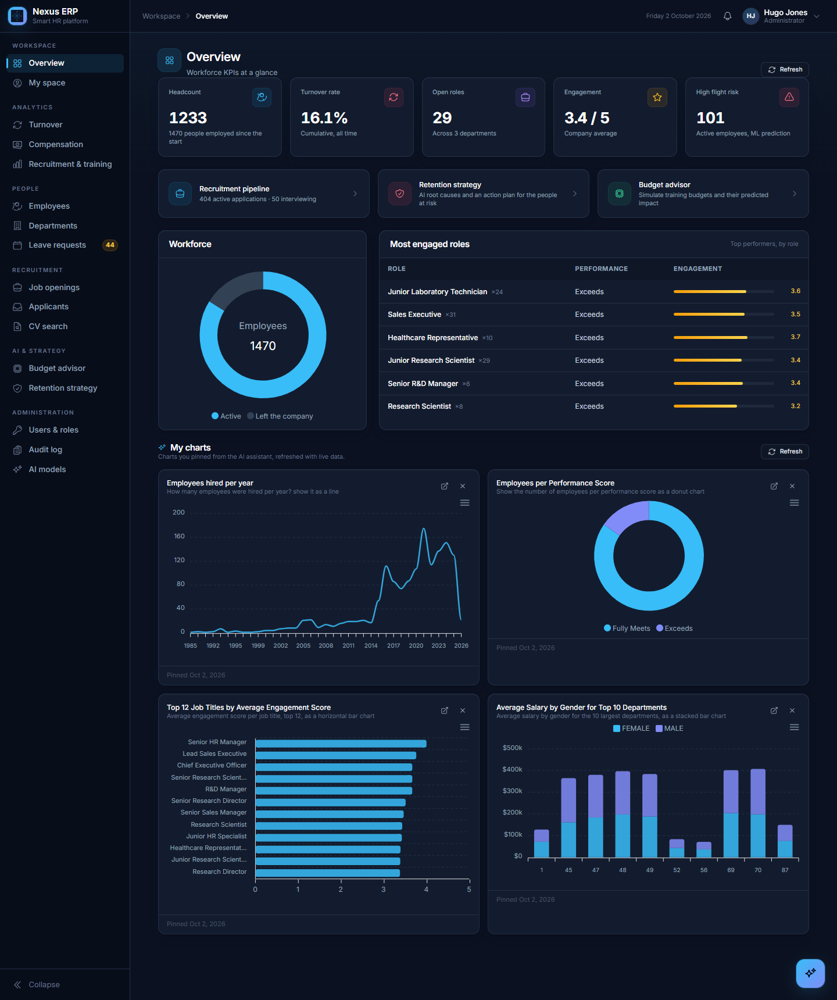 Nexus ERP
Smart HR platform
Workspace
Overview
Friday 2 October 2026
HJ
Hugo Jones
Administrator
WORKSPACE
Overview
My space
ANALYTICS
Turnover
Compensation
Recruitment & training
PEOPLE
Employees
Departments
Leave requests
44
RECRUITMENT
Job openings
Applicants
CV search
AI & STRATEGY
Budget advisor
Retention strategy
ADMINISTRATION
Users & roles
Audit log
AI models
Collapse
Overview
Workforce KPIs at a glance
Refresh
Headcount
1233
1470 people employed since the
start
Turnover rate
16.1%
Cumulative, all time
Open roles
29
Across 3 departments
Engagement
3.4 / 5
Company average
High flight risk
101
Active employees, ML prediction
Recruitment pipeline
404 active applications · 50 interviewing
Retention strategy
AI root causes and an action plan for the people
at risk
Budget advisor
Simulate training budgets and their predicted
impact
Workforce
Employees
1470
Active
Left the company
Most engaged roles
Top performers, by role
ROLE PERFORMANCE ENGAGEMENT
Junior Laboratory Technician ×24 Exceeds 3.6
Sales Executive ×31 Exceeds 3.5
Healthcare Representative ×10 Exceeds 3.7
Junior Research Scientist ×29 Exceeds 3.4
Senior R&D Manager ×6 Exceeds 3.4
Research Scientist ×8 Exceeds 3.2
My charts
Charts you pinned from the AI assistant, refreshed with live data.
Refresh
Employees hired per year
How many employees were hired per year? show it as a line
200
160
120
80
40
0
1985 1992 1995 1999 2002 2005 2008 2011 2014 2017 2020 2023 2026
Pinned Oct 2, 2026
Employees per Performance Score
Show the number of employees per performance score as a donut chart
Fully Meets
Exceeds
Pinned Oct 2, 2026
Top 12 Job Titles by Average Engagement Score
Average engagement score per job title, top 12, as a horizontal bar chart
Senior HR Manager
Lead Sales Executive
Chief Executive Officer
Senior Research Scient...
R&D Manager
Senior Research Director
Senior Sales Manager
Research Scientist
Junior HR Specialist
Healthcare Representat...
Junior Research Scient...
Research Director
0 1 2 3 4 5
Pinned Oct 2, 2026
Average Salary by Gender for Top 10 Departments
Average salary by gender for the 10 largest departments, as a stacked bar chart
FEMALE
MALE
$500k
$400k
$300k
$200k
$100k
$0
1 45 47 48 49 52 56 69 70 87
Pinned Oct 2, 2026